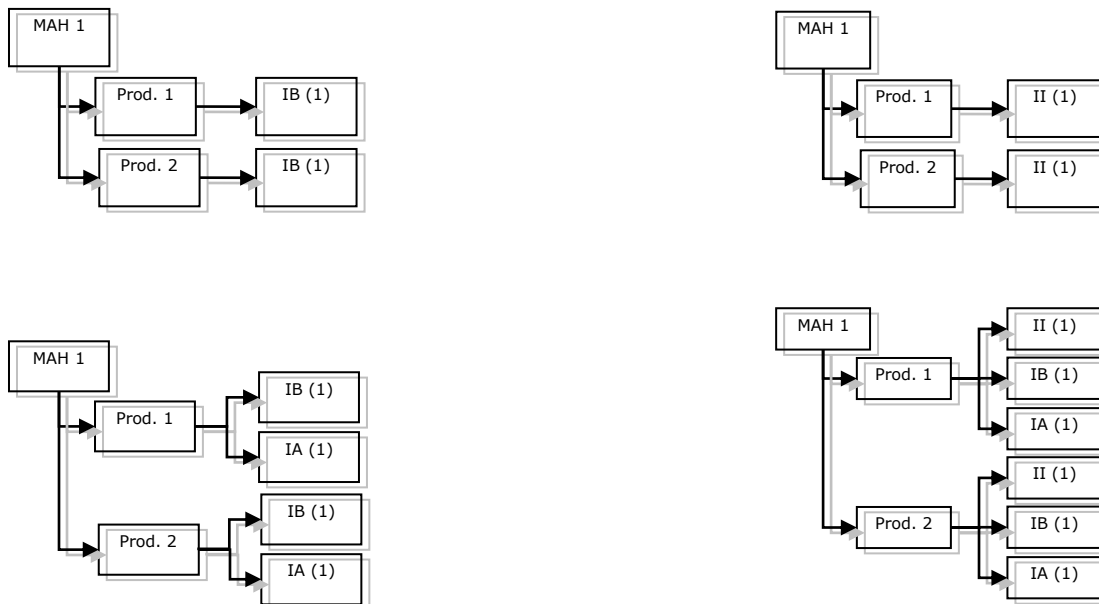 MAH 1
Prod. 1
IB (1)
Prod. 2
IB (1)
MAH 1
Prod. 1
II (1)
Prod. 2
II (1)
MAH 1
Prod. 1
IB (1)
IA (1)
Prod. 2
IB (1)
IA (1)
MAH 1
Prod. 1
II (1)
IB (1)
IA (1)
Prod. 2
II (1)
IB (1)
IA (1)